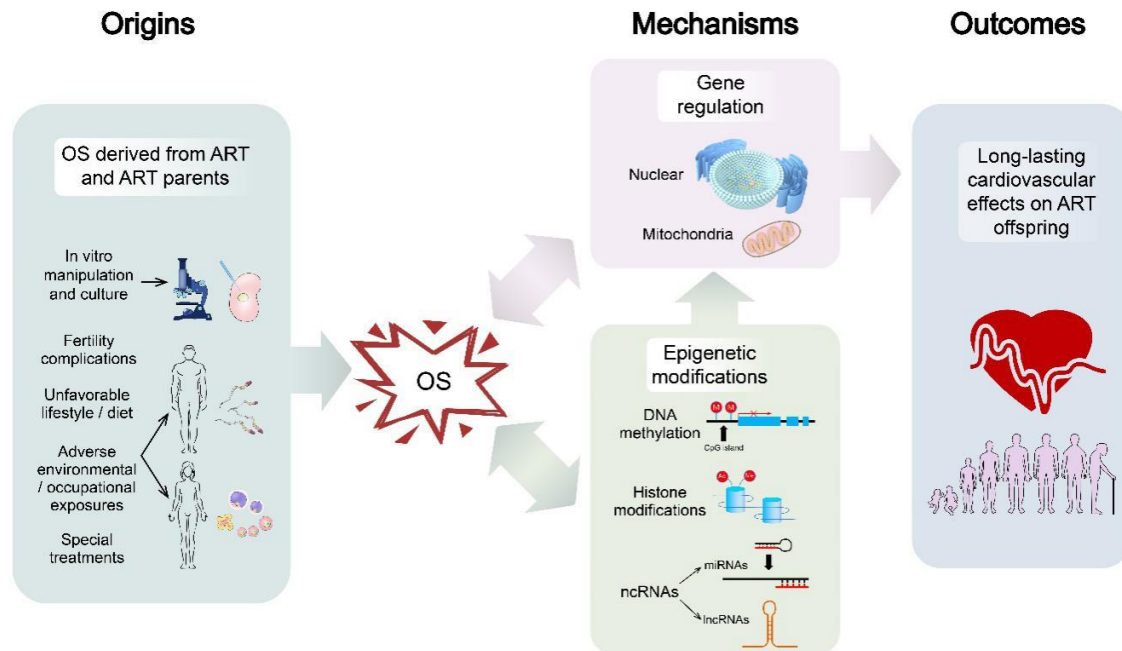 Origins
Mechanisms
Outcomes
OS derived from ART
and ART parents
In vitro
manipulation
and culture
Fertility
complications
Unfavorable
lifestyle / diet
Adverse
environmental
/ occupational
exposures
Special
treatments
OS
Gene
regulation
Nuclear
Mitochondria
Epigenetic
modifications
DNA
methylation
M M
CpG island
Histone
modifications
Ac
ncRNAs
miRNAs
lncRNAs
Long-lasting
cardiovascular
effects on ART
offspring